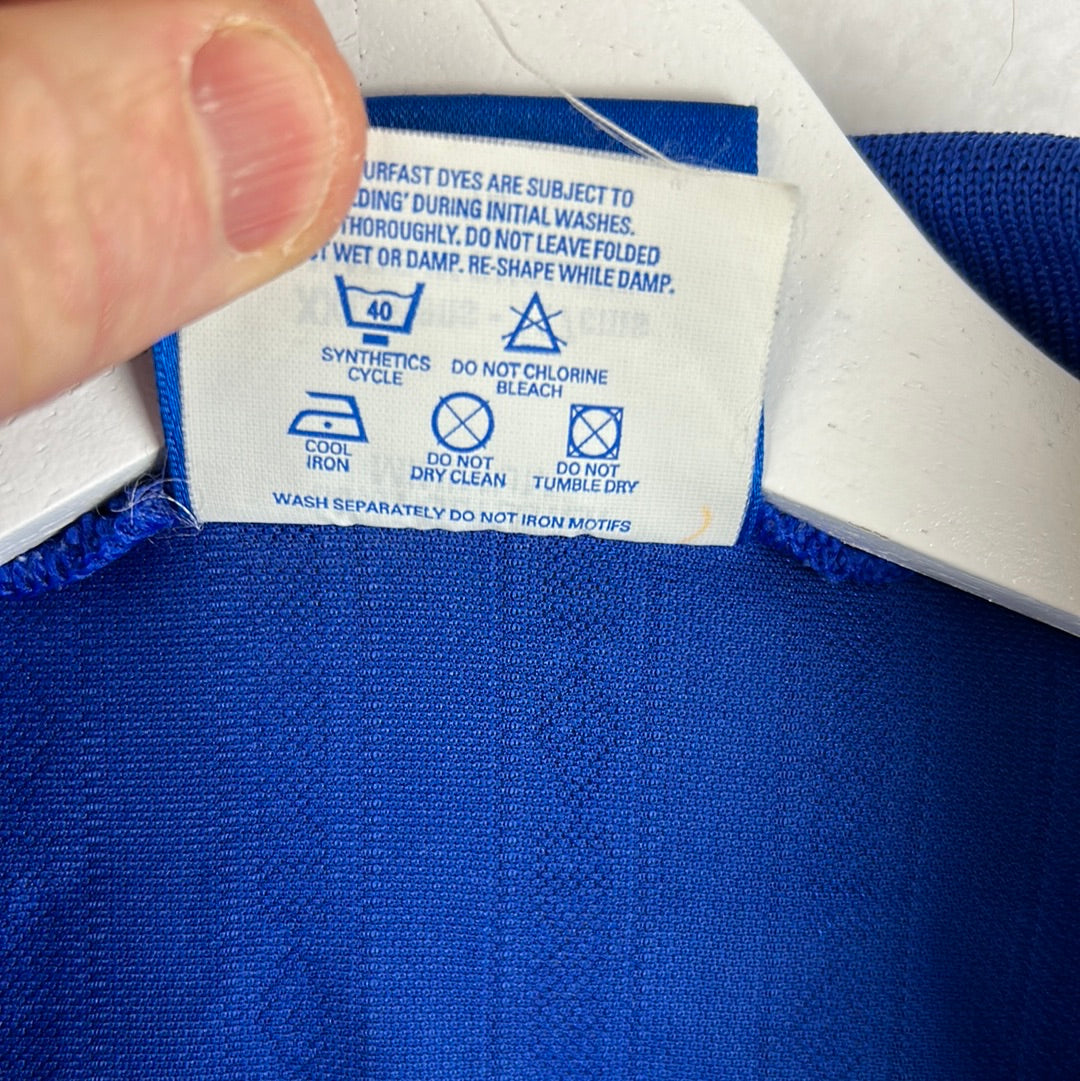 URFAST DYES ARE SUBJECT TO
DING' DURING INITIAL WASHES.
THOROUGHLY. DO NOT LEAVE FOLDED
WET OR DAMP. RE-SHAPE WHILE DAMP.
40
SYNTHETICS
CYCLE
DO NOT CHLORINE
BLEACH
COOL
IRON
DO NOT
DRY CLEAN
DO NOT
TUMBLE DRY
WASH SEPARATELY DO NOT IRON MOTIFS